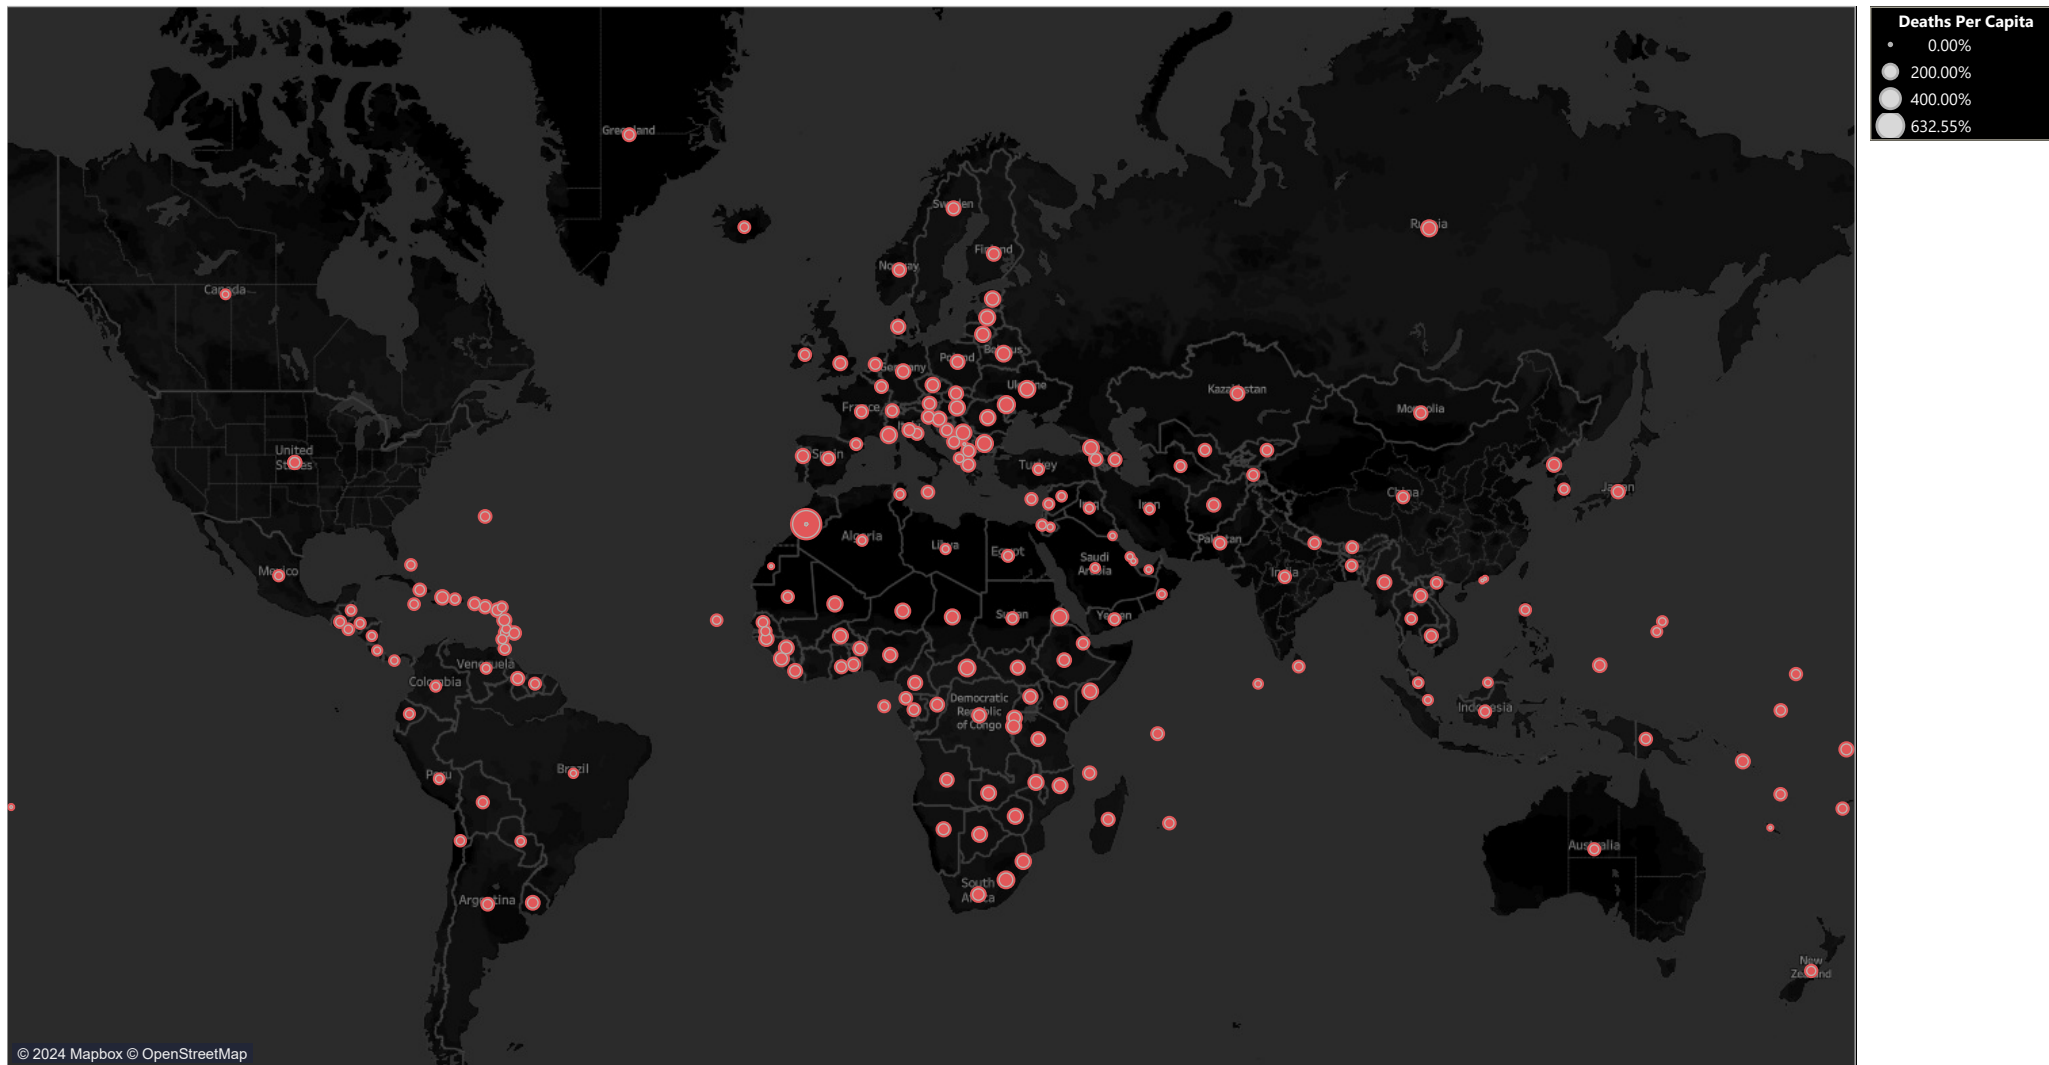 Deaths Per Capita
0.00%
200.00%
400.00%
632.55%
Greenland
Sweden
Russia
Finland
Norway
Canada
Belarus
Poland
Germany
Ukraine
Kazakhstan
France
Mongolia
Italy
United
States
Spain
Turkey
China
Japan
Iraq
Iran
Algeria
Libya
Egypt
Pakistan
Saudi
Arabia
Mexico
India
Sudan
Yemen
Venezuela
Colombia
Democratic
Republic
of Congo
Indonesia
Peru
Brazil
Australia
South
Africa
Argentina
New
Zealand
© 2024 Mapbox © OpenStreetMap